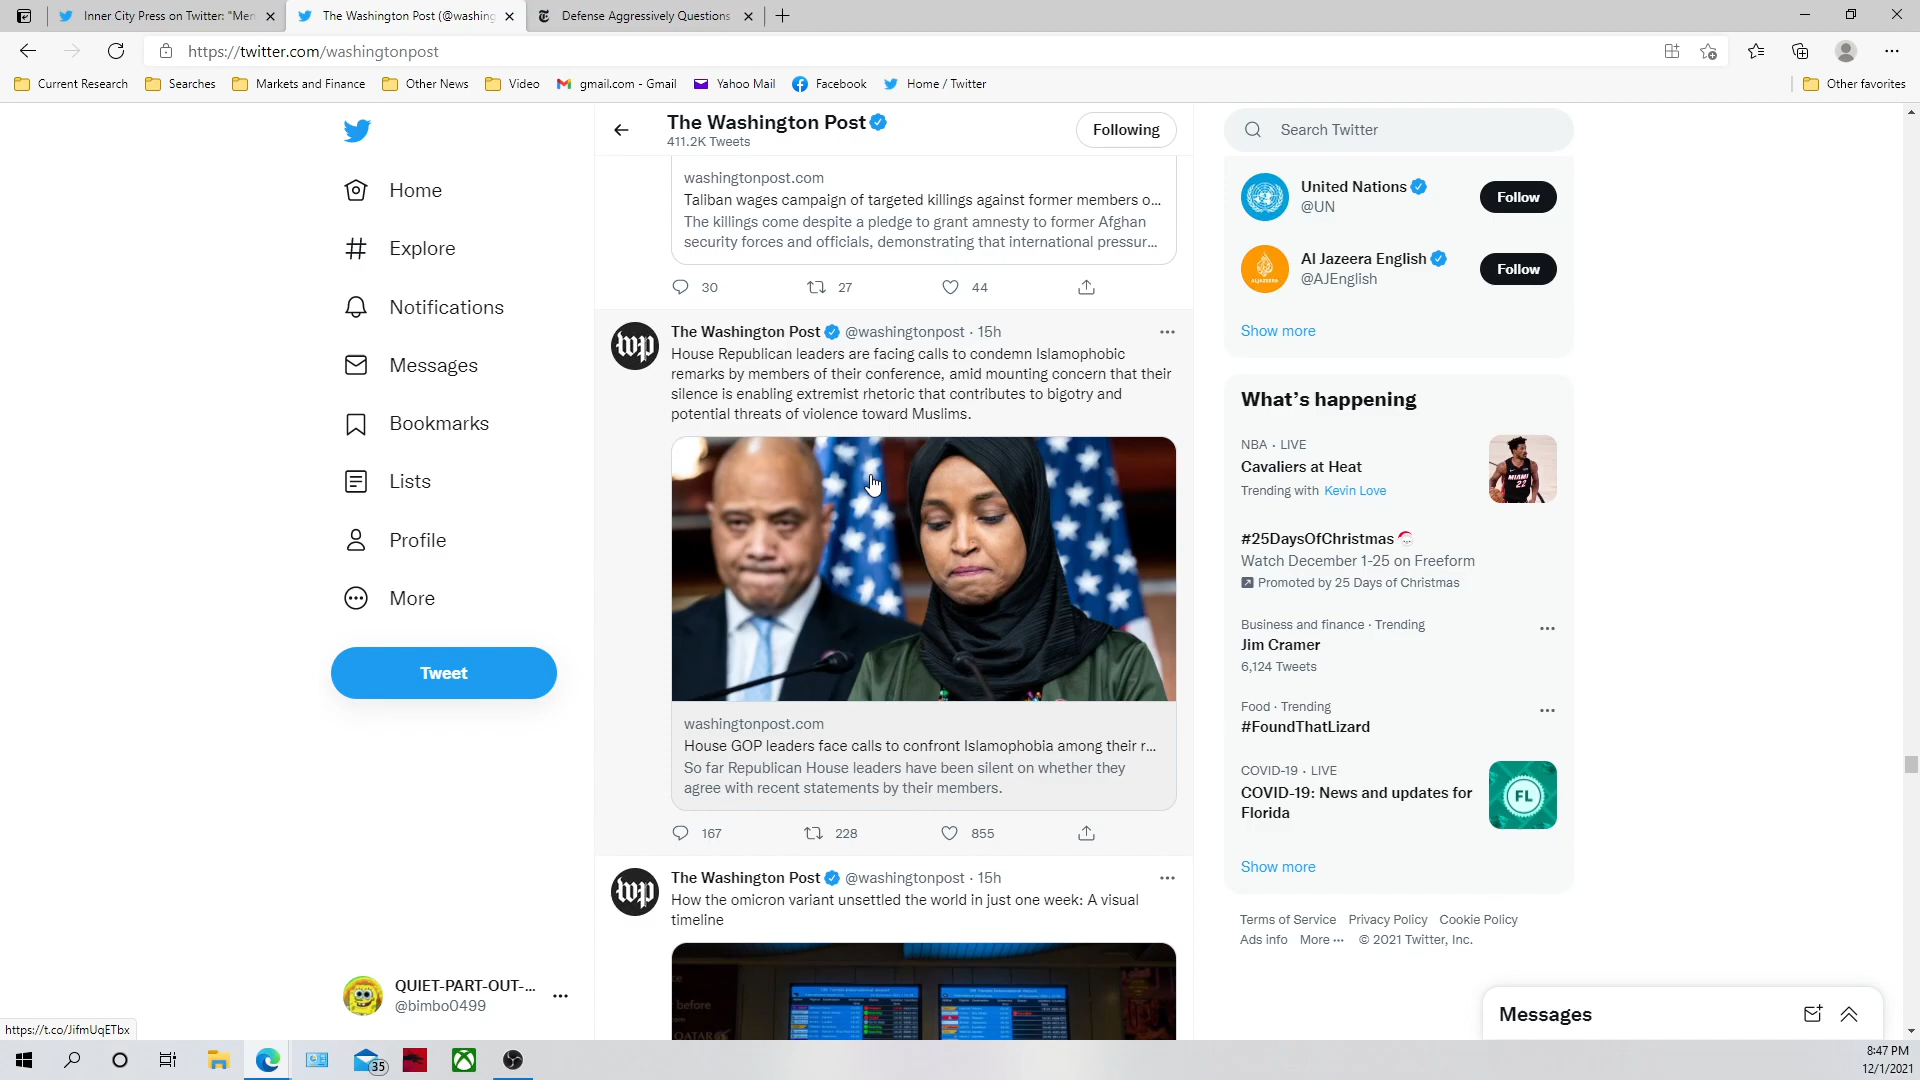 Inner City Press on Twitter: "Men
The Washington Post (@washing
Defense Aggressively Questions
https://twitter.com/washingtonpost
Current Research
Searches
Markets and Finance
Other News
Video
gmail.com - Gmail
Yahoo Mail
Facebook
Home / Twitter
Other favorites
Home
Explore
Notifications
Messages
Bookmarks
Lists
Profile
More
Tweet
QUIET-PART-OUT-...
@bimbo0499
https://t.co/JifmUqETbx
The Washington Post
411.2K Tweets
Following
washingtonpost.com
Taliban wages campaign of targeted killings against former members o...
The killings come despite a pledge to grant amnesty to former Afghan
security forces and officials, demonstrating that international pressur...
30 27 44
wp
The Washington Post @washingtonpost · 15h
House Republican leaders are facing calls to condemn Islamophobic
remarks by members of their conference, amid mounting concern that their
silence is enabling extremist rhetoric that contributes to bigotry and
potential threats of violence toward Muslims.
washingtonpost.com
House GOP leaders face calls to confront Islamophobia among their r...
So far Republican House leaders have been silent on whether they
agree with recent statements by their members.
167 228 855
wp
The Washington Post @washingtonpost · 15h
How the omicron variant unsettled the world in just one week: A visual
timeline
before
QATAR
Search Twitter
United Nations
@UN
Follow
Al Jazeera English
@AJEnglish
Follow
ALJAZEERA
Show more
What's happening
NBA · LIVE
Cavaliers at Heat
Trending with Kevin Love
MIAMI
22
#25DaysOfChristmas
Watch December 1-25 on Freeform
Promoted by 25 Days of Christmas
Business and finance · Trending
Jim Cramer
6,124 Tweets
Food · Trending
#FoundThatLizard
COVID-19 · LIVE
COVID-19: News and updates for
Florida
FL
Show more
Terms of Service Privacy Policy Cookie Policy
Ads info More ··· © 2021 Twitter, Inc.
Messages
35
8:47 PM
12/1/2021